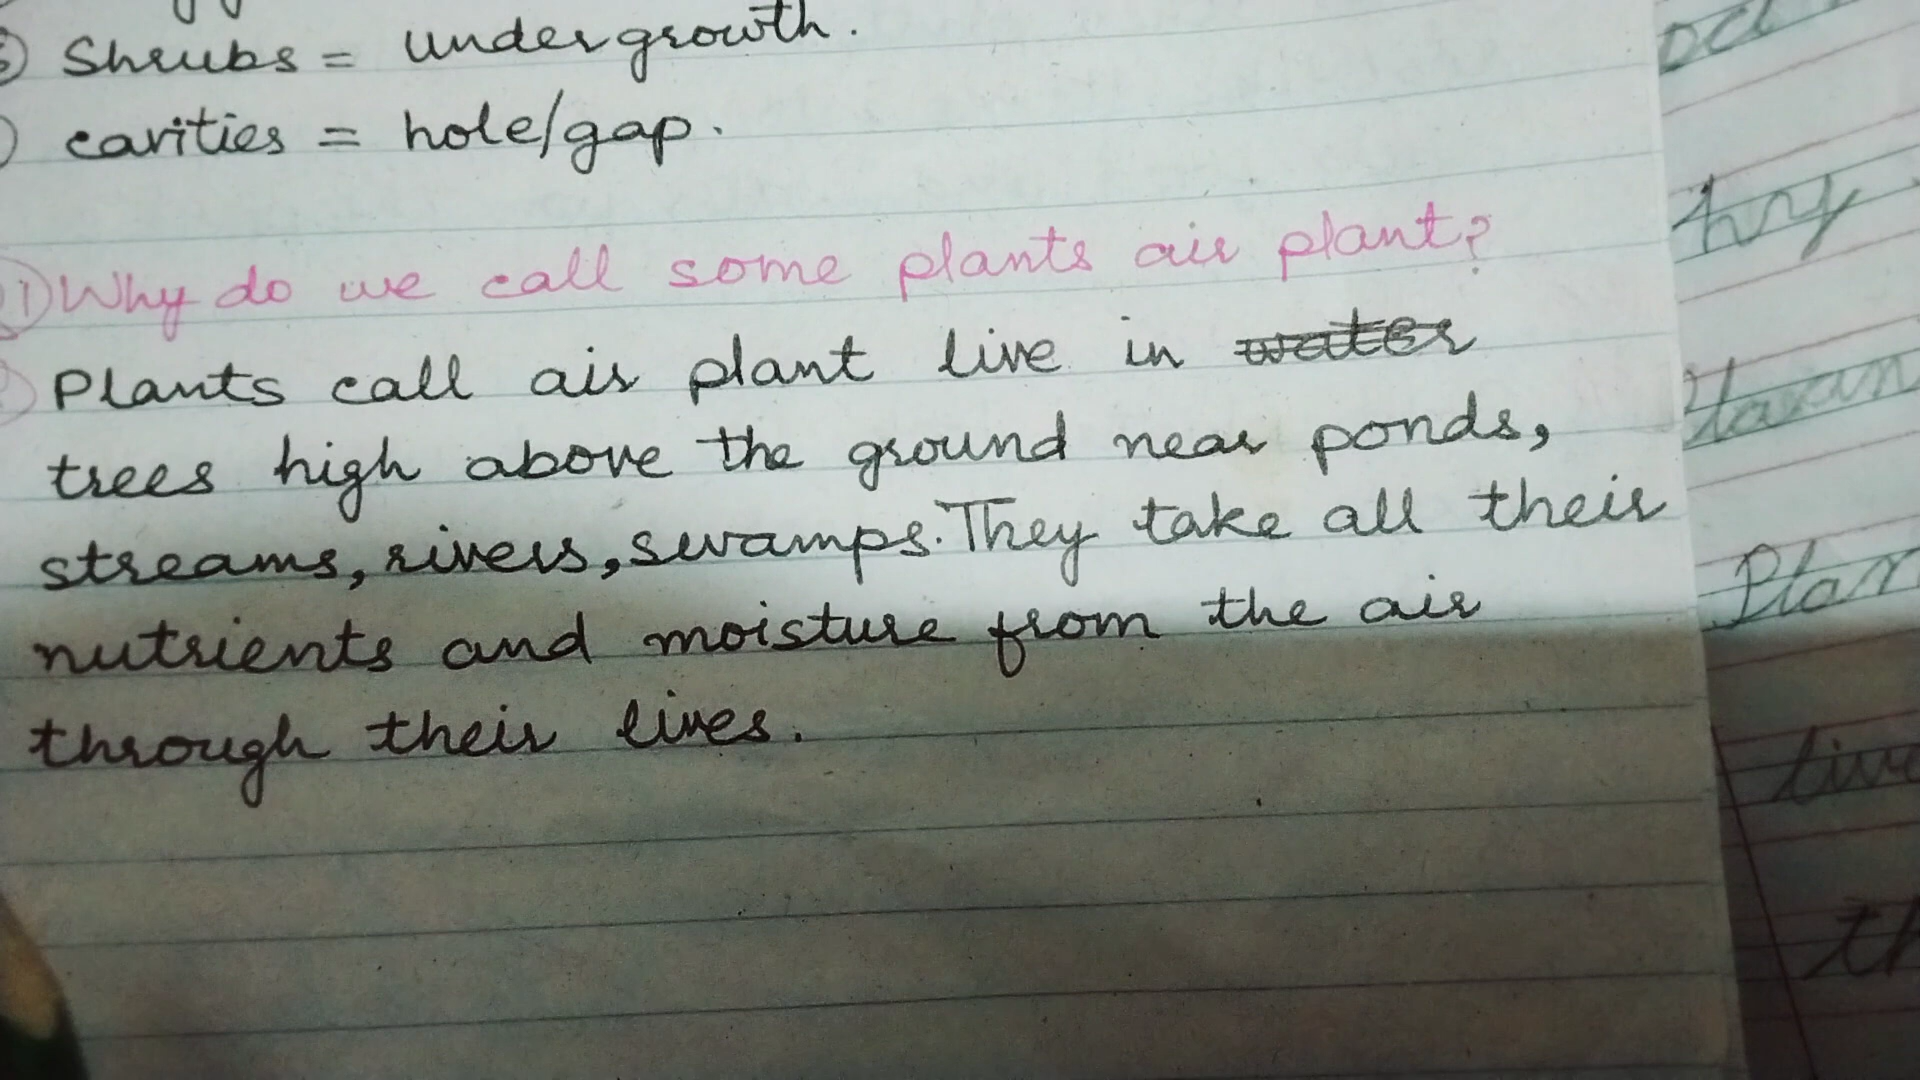 Shrubs = undergrowth.
cavities = hole/gap.
1) Why do we call some plants air plant?
Plants call air plant live in water
trees high above the ground near ponds,
streams, rivers, swamps. They take all their
nutrients and moisture from the air
through their lives.